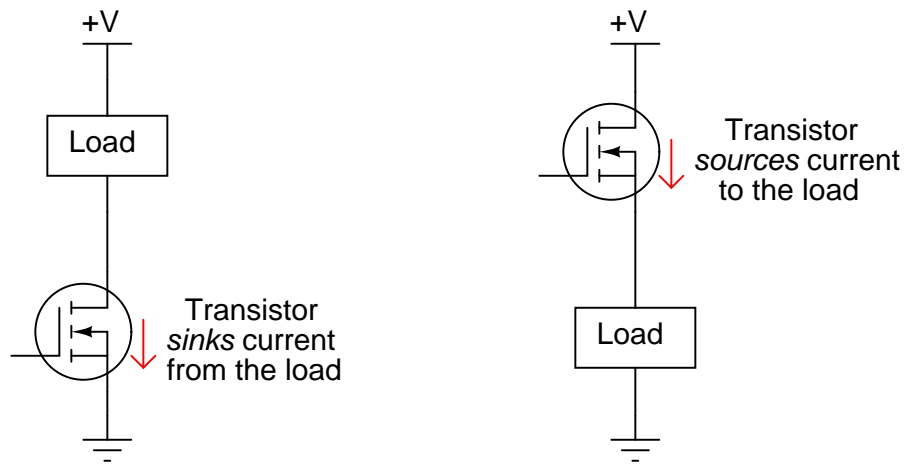 +V
Load
Transistor
sinks current
from the load
+V
Transistor
sources current
to the load
Load